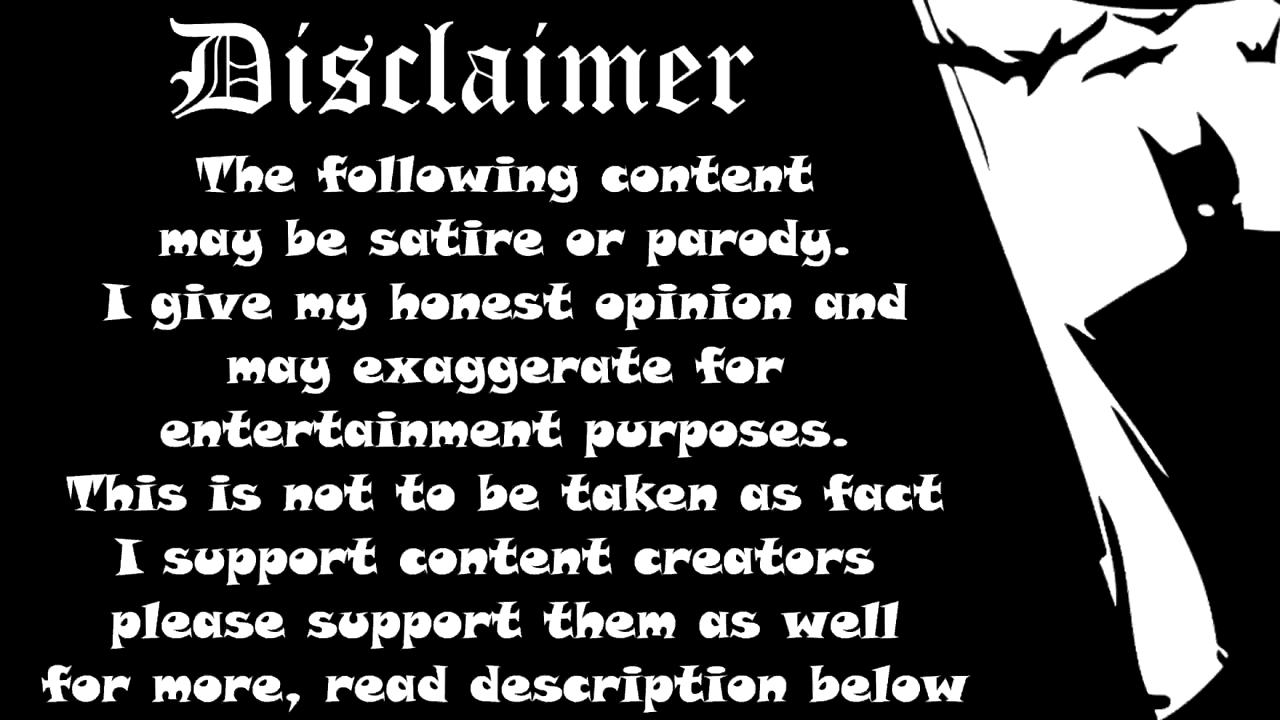 Disclaimer
The following content
may be satire or parody.
I give my honest opinion and
may exaggerate for
entertainment purposes.
This is not to be taken as fact
I support content creators
please support them as well
for more, read description below